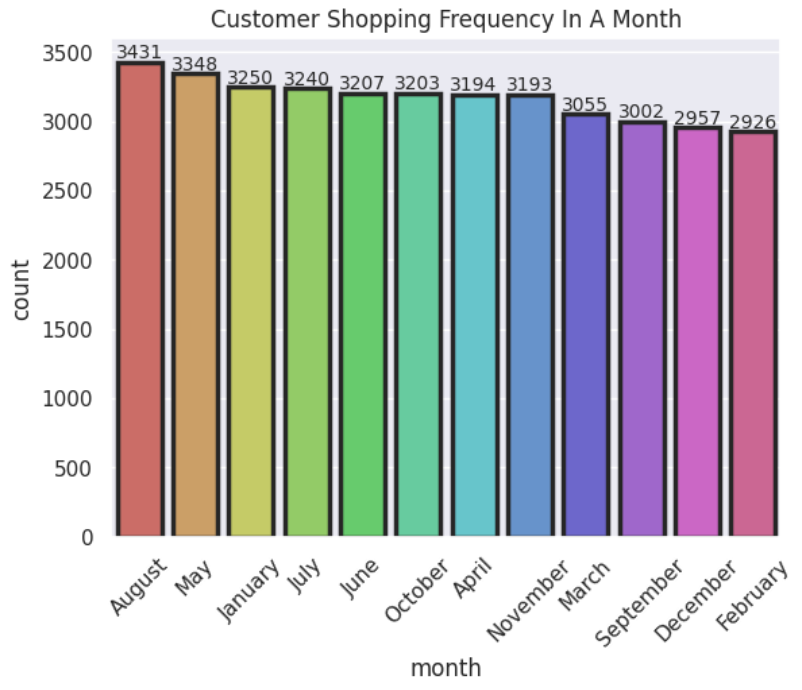 Customer Shopping Frequency In A Month
3500
3000
2500
2000
1500
1000
500
0
count
3431
3348
3250
3240
3207
3203
3194
3193
3055
3002
2957
2926
August
May
January
July
June
October
April
November
March
September
December
February
month